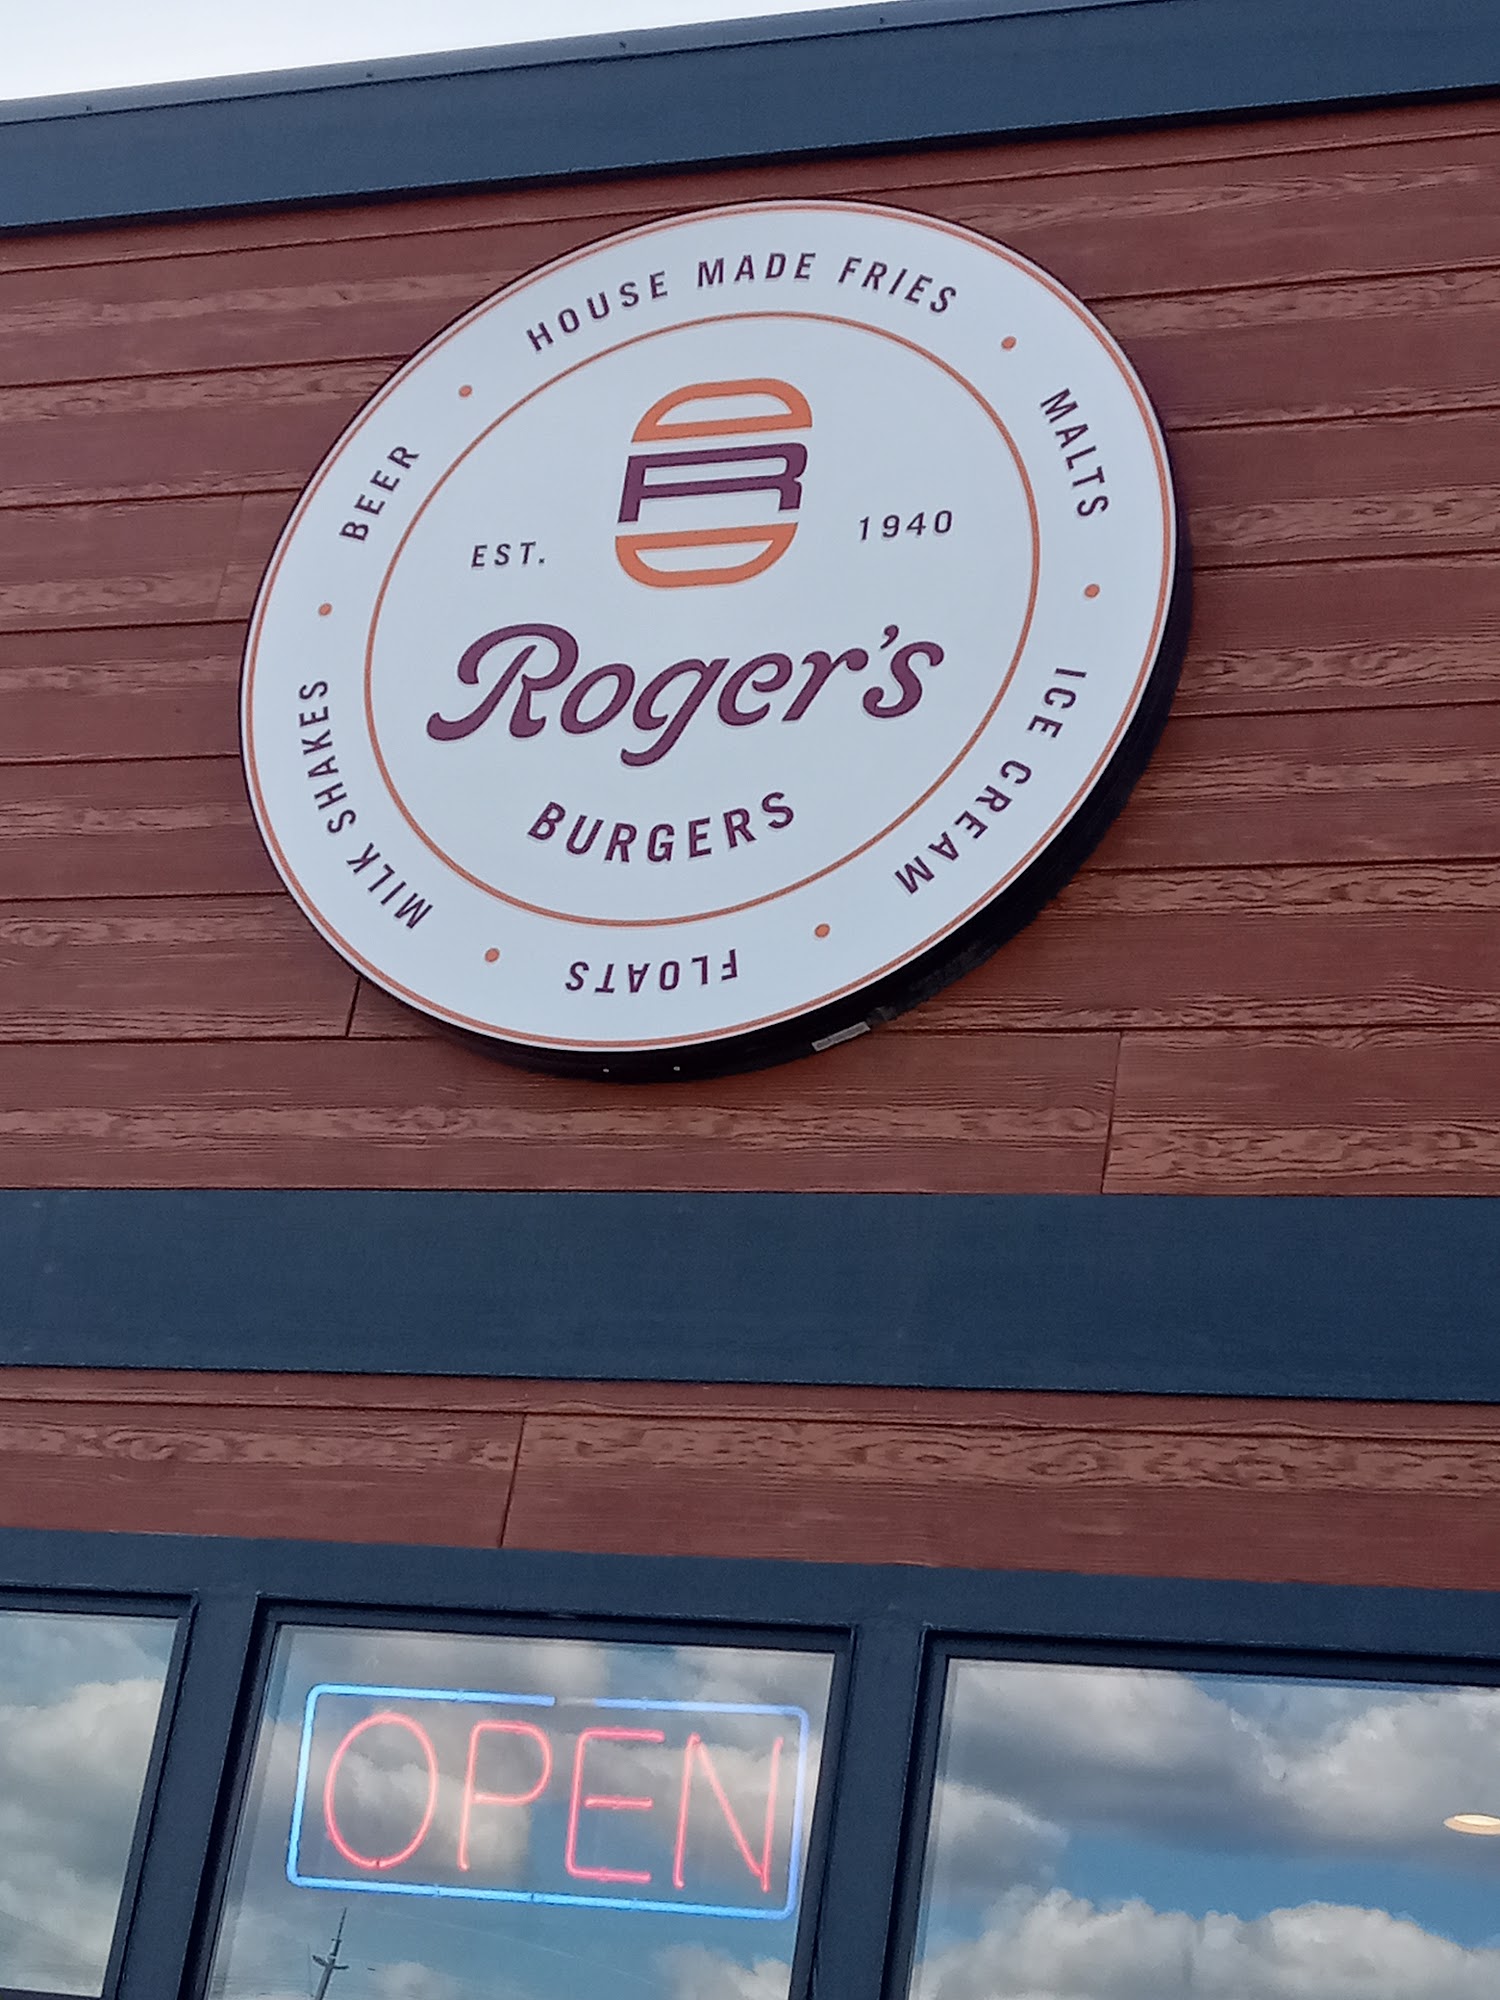 HOUSE MADE FRIES • MALTS • ICE CREAM • FLOATS • MILK SHAKES • BEER •
R
EST. 1940
Roger's
BURGERS
OPEN